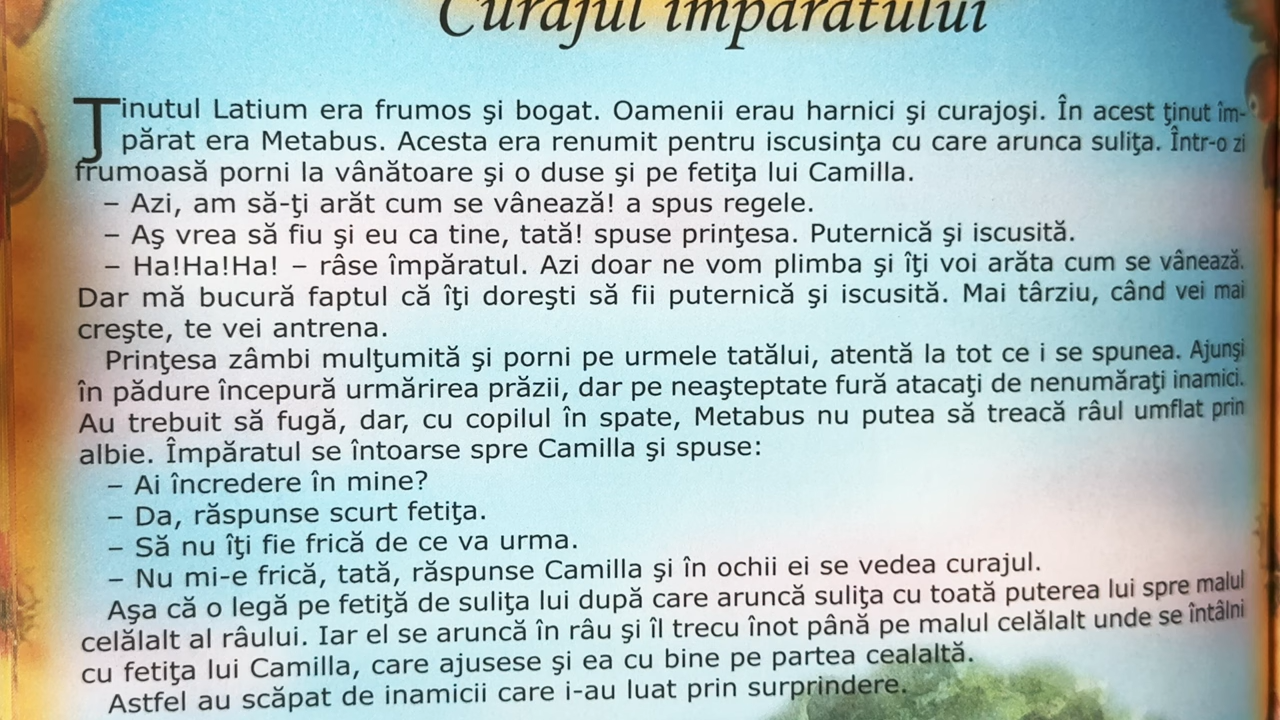 Curajul împăratului
Ţinutul Latium era frumos şi bogat. Oamenii erau harnici şi curajoşi. În acest ţinut îm-
părat era Metabus. Acesta era renumit pentru iscusinţa cu care arunca suliţa. Într-o zi
frumoasă porni la vânătoare şi o duse şi pe fetiţa lui Camilla.
– Azi, am să-ţi arăt cum se vânează! a spus regele.
– Aş vrea să fiu şi eu ca tine, tată! spuse prinţesa. Puternică şi iscusită.
– Ha!Ha!Ha! – râse împăratul. Azi doar ne vom plimba şi îţi voi arăta cum se vânează.
Dar mă bucură faptul că îţi doreşti să fii puternică şi iscusită. Mai târziu, când vei mai
creşte, te vei antrena.
Prinţesa zâmbi mulţumită şi porni pe urmele tatălui, atentă la tot ce i se spunea. Ajunşi
în pădure începură urmărirea prăzii, dar pe neaşteptate fură atacaţi de nenumăraţi inamici.
Au trebuit să fugă, dar, cu copilul în spate, Metabus nu putea să treacă râul umflat prin
albie. Împăratul se întoarse spre Camilla şi spuse:
– Ai încredere în mine?
– Da, răspunse scurt fetiţa.
– Să nu îţi fie frică de ce va urma.
– Nu mi-e frică, tată, răspunse Camilla şi în ochii ei se vedea curajul.
Aşa că o legă pe fetiţă de suliţa lui după care aruncă suliţa cu toată puterea lui spre malul
celălalt al râului. Iar el se aruncă în râu şi îl trecu înot până pe malul celălalt unde se întâlni
cu fetiţa lui Camilla, care ajusese şi ea cu bine pe partea cealaltă.
Astfel au scăpat de inamicii care i-au luat prin surprindere.